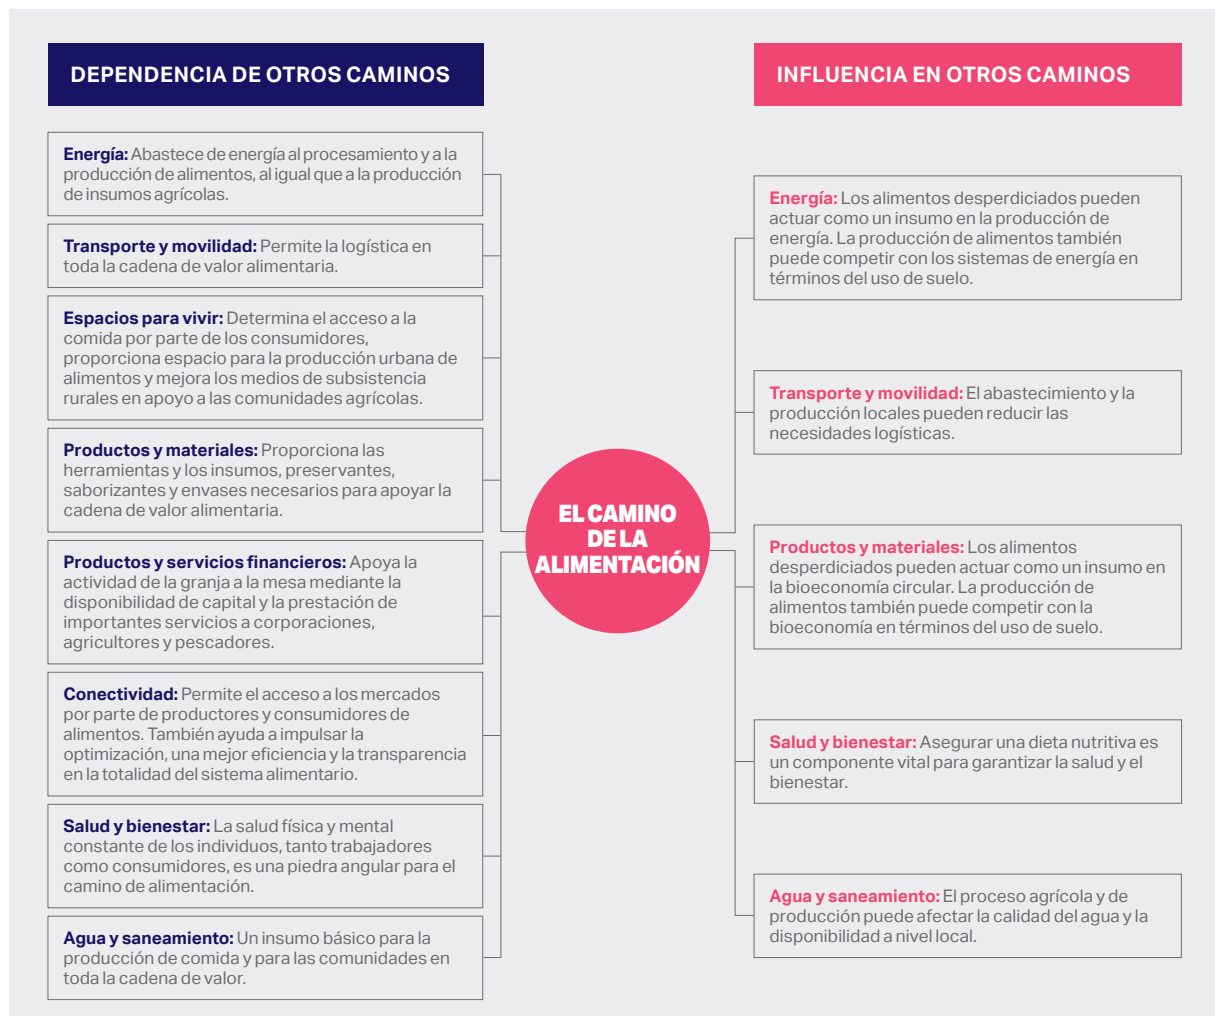 DEPENDENCIA DE OTROS CAMINOS
Energía: Abastece de energía al procesamiento y a la
producción de alimentos, al igual que a la producción
de insumos agrícolas.
Transporte y movilidad: Permite la logística en
toda la cadena de valor alimentaria.
Espacios para vivir: Determina el acceso a la
comida por parte de los consumidores,
proporciona espacio para la producción urbana de
alimentos y mejora los medios de subsistencia
rurales en apoyo a las comunidades agrícolas.
Productos y materiales: Proporciona las
herramientas y los insumos, preservantes,
saborizantes y envases necesarios para apoyar la
cadena de valor alimentaria.
Productos y servicios financieros: Apoya la
actividad de la granja a la mesa mediante la
disponibilidad de capital y la prestación de
importantes servicios a corporaciones,
agricultores y pescadores.
Conectividad: Permite el acceso a los mercados
por parte de productores y consumidores de
alimentos. También ayuda a impulsar la
optimización, una mejor eficiencia y la transparencia
en la totalidad del sistema alimentario.
Salud y bienestar: La salud física y mental
constante de los individuos, tanto trabajadores
como consumidores, es una piedra angular para el
camino de alimentación.
Agua y saneamiento: Un insumo básico para la
producción de comida y para las comunidades en
toda la cadena de valor.
EL CAMINO
DE LA
ALIMENTACIÓN
INFLUENCIA EN OTROS CAMINOS
Energía: Los alimentos desperdiciados pueden
actuar como un insumo en la producción de
energía. La producción de alimentos también
puede competir con los sistemas de energía en
términos del uso de suelo.
Transporte y movilidad: El abastecimiento y la
producción locales pueden reducir las
necesidades logísticas.
Productos y materiales: Los alimentos
desperdiciados pueden actuar como un insumo en
la bioeconomía circular. La producción de
alimentos también puede competir con la
bioeconomía en términos del uso de suelo.
Salud y bienestar: Asegurar una dieta nutritiva es
un componente vital para garantizar la salud y el
bienestar.
Agua y saneamiento: El proceso agrícola y de
producción puede afectar la calidad del agua y la
disponibilidad a nivel local.